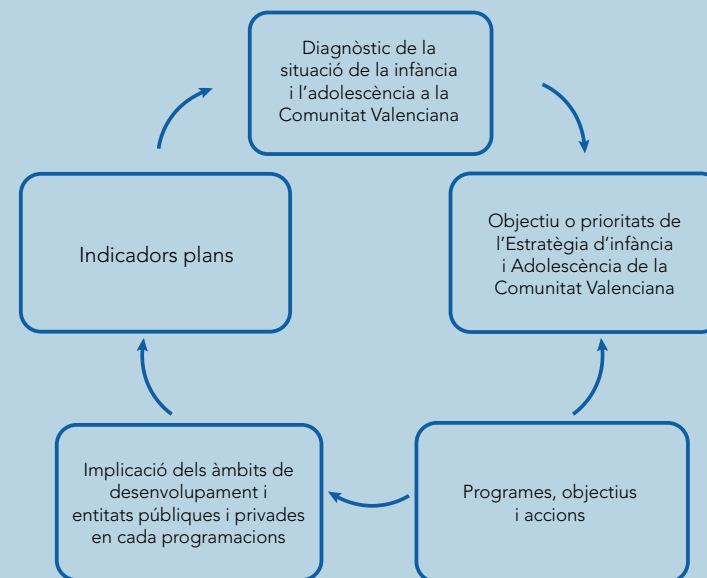 Diagnòstic de la
situació de la infància
i l'adolescència a la
Comunitat Valenciana
Objectiu o prioritats de
l'Estratègia d'infància
i Adolescència de la
Comunitat Valenciana
Programes, objectius
i accions
Implicació dels àmbits de
desenvolupament i
entitats públiques i privades
en cada programacions
Indicadors plans